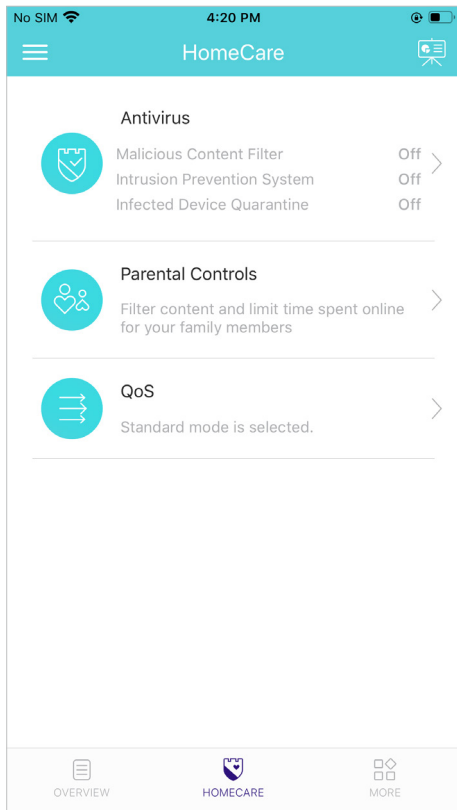 No SIM 4:20 PM
HomeCare
Antivirus
Malicious Content Filter Off
Intrusion Prevention System Off
Infected Device Quarantine Off
Parental Controls
Filter content and limit time spent online
for your family members
QoS
Standard mode is selected.
OVERVIEW HOMECARE MORE